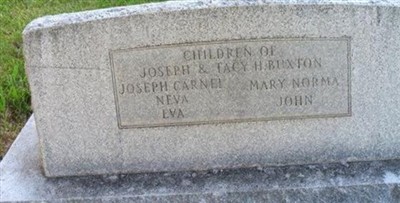 CHILDREN OF
JOSEPH & TACY H BUXTON
JOSEPH CARNEL MARY NORMA
NEVA JOHN
EVA